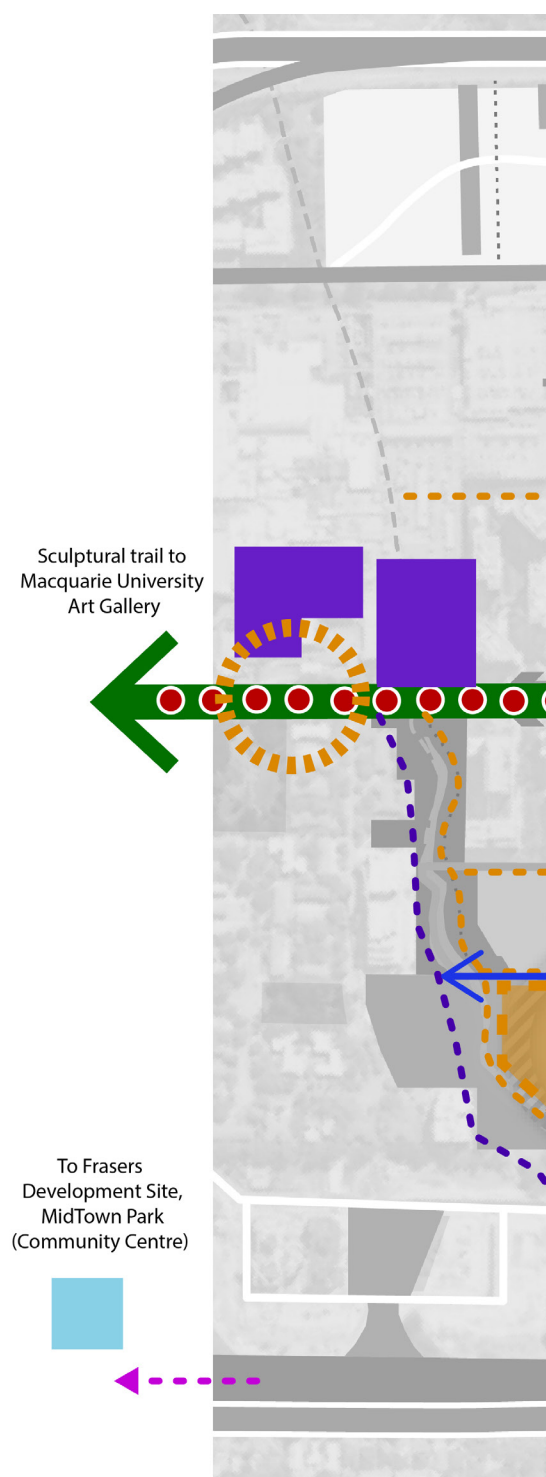 Sculptural trail to
Macquarie University
Art Gallery
To Frasers
Development Site,
MidTown Park
(Community Centre)